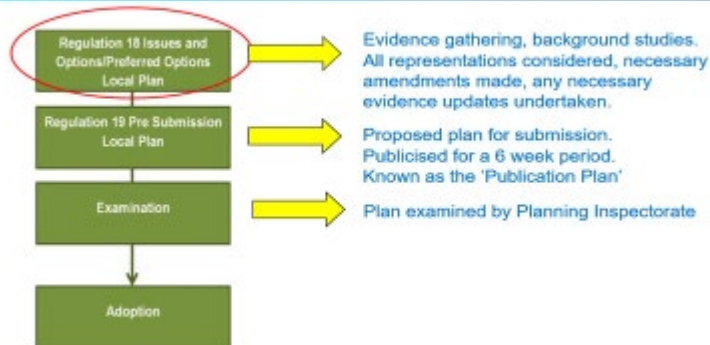 Regulation 18 Issues and
Options/Preferred Options
Local Plan
Evidence gathering, background studies.
All representations considered, necessary
amendments made, any necessary
evidence updates undertaken.
Regulation 19 Pre Submission
Local Plan
Proposed plan for submission.
Publicised for a 6 week period.
Known as the 'Publication Plan'
Examination
Plan examined by Planning Inspectorate
Adoption